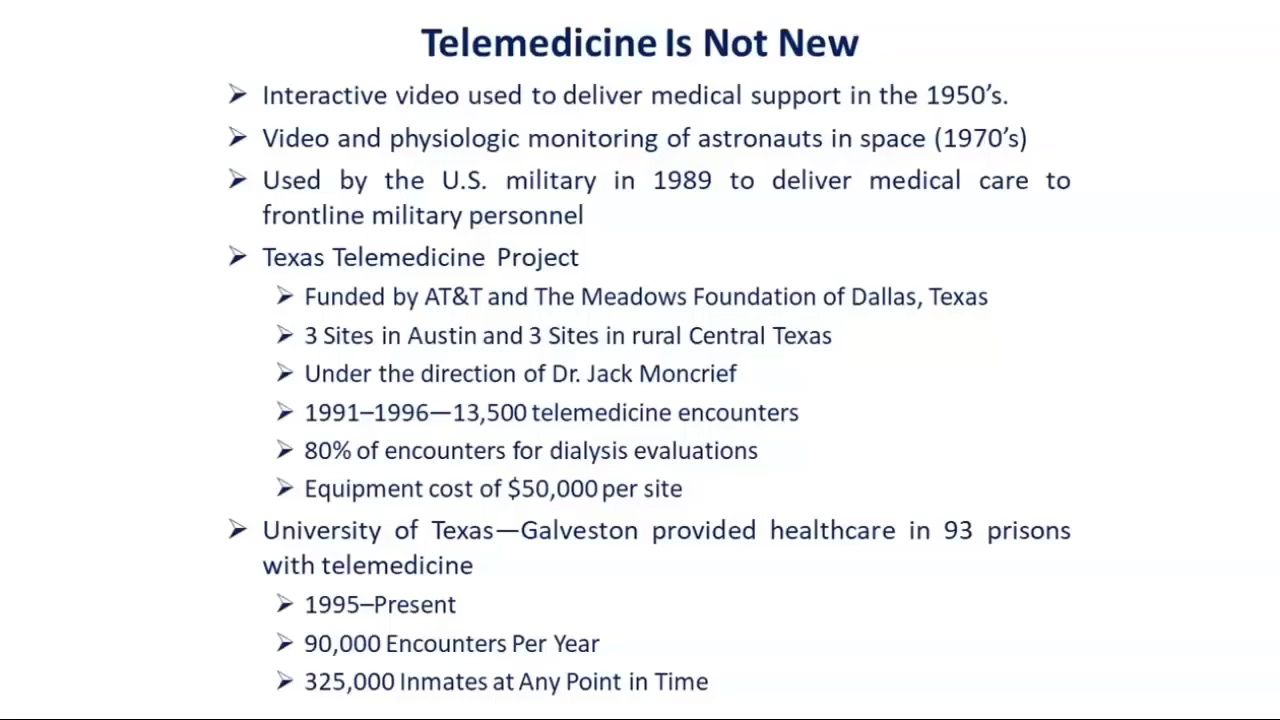 Telemedicine Is Not New
➢ Interactive video used to deliver medical support in the 1950’s.
➢ Video and physiologic monitoring of astronauts in space (1970’s)
➢ Used by the U.S. military in 1989 to deliver medical care to
frontline military personnel
➢ Texas Telemedicine Project
➢ Funded by AT&T and The Meadows Foundation of Dallas, Texas
➢ 3 Sites in Austin and 3 Sites in rural Central Texas
➢ Under the direction of Dr. Jack Moncrief
➢ 1991–1996—13,500 telemedicine encounters
➢ 80% of encounters for dialysis evaluations
➢ Equipment cost of $50,000 per site
➢ University of Texas—Galveston provided healthcare in 93 prisons
with telemedicine
➢ 1995–Present
➢ 90,000 Encounters Per Year
➢ 325,000 Inmates at Any Point in Time